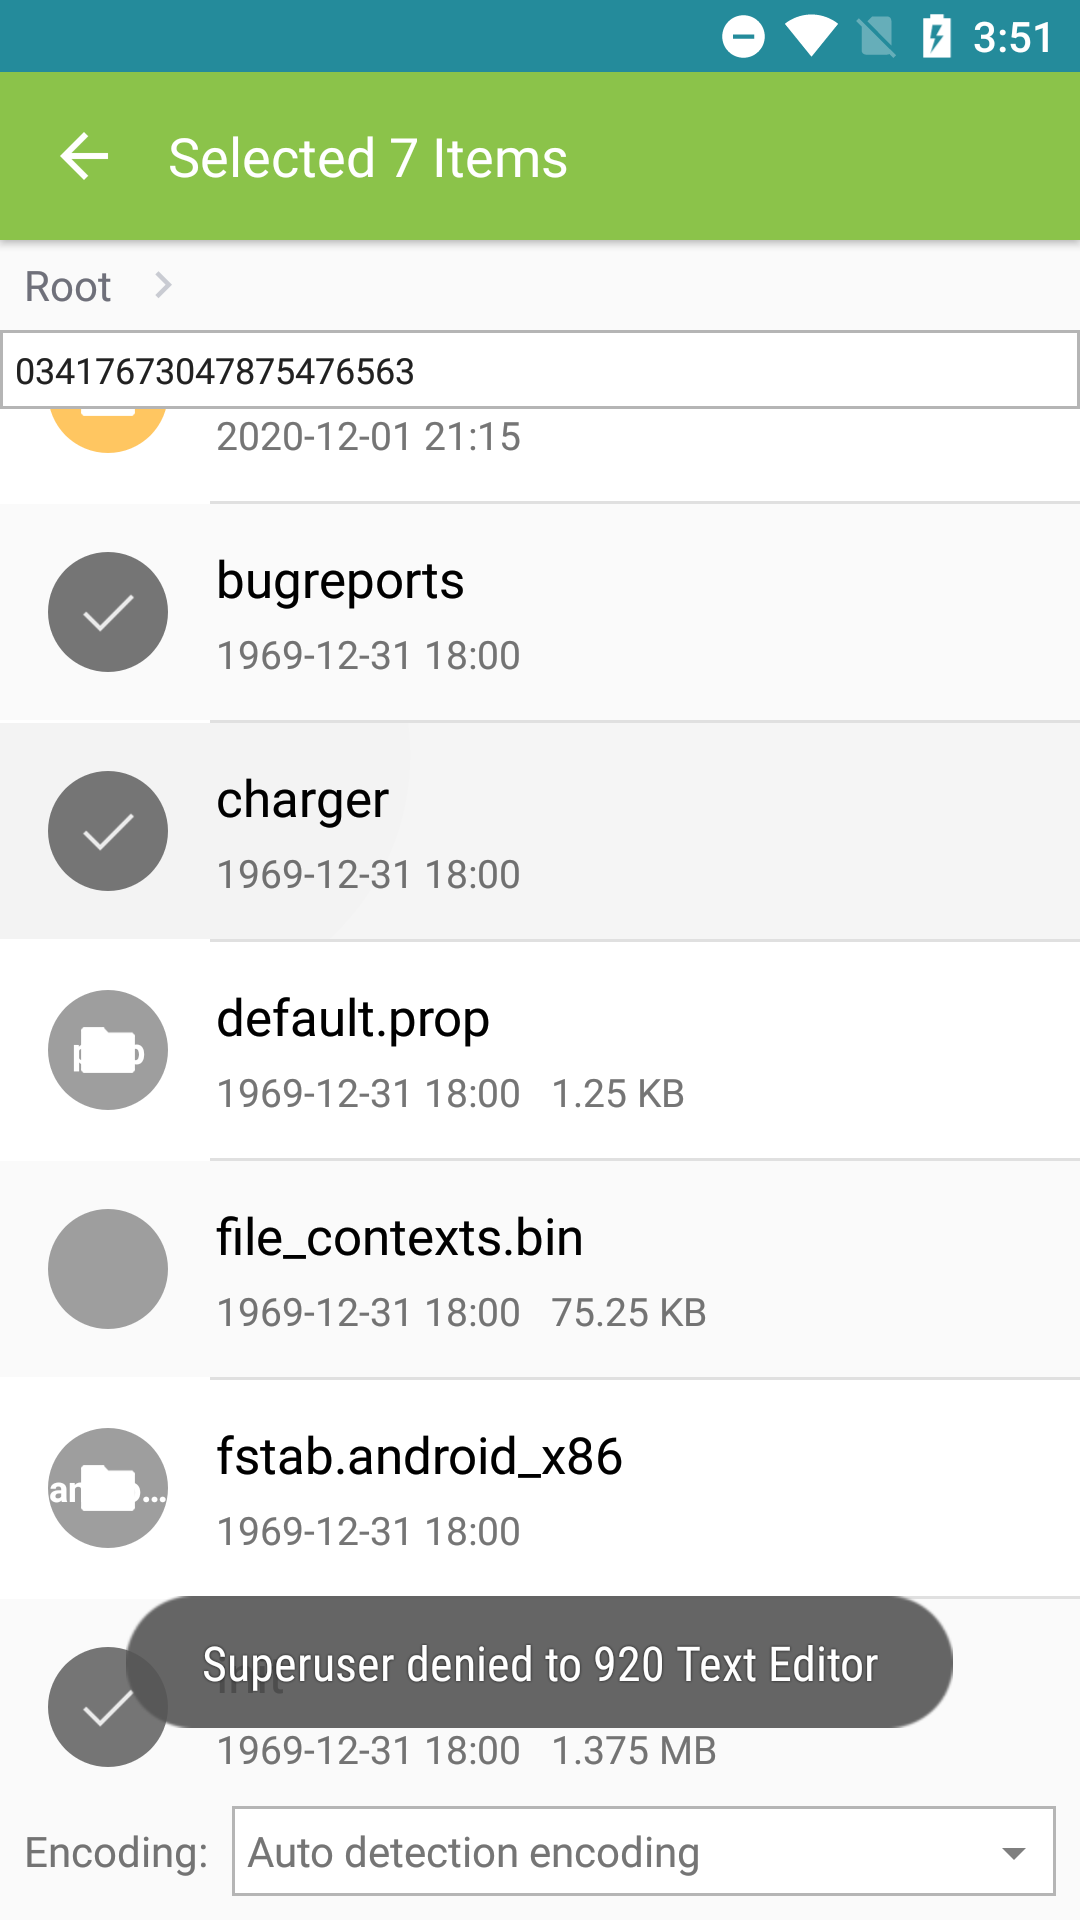 3:51
Selected 7 Items
Root
03417673047875476563
2020-12-01 21:15
bugreports
1969-12-31 18:00
charger
1969-12-31 18:00
default.prop
1969-12-31 18:00 1.25 KB
file_contexts.bin
1969-12-31 18:00 75.25 KB
fstab.android_x86
1969-12-31 18:00
Superuser denied to 920 Text Editor
1969-12-31 18:00 1.375 MB
Encoding: Auto detection encoding